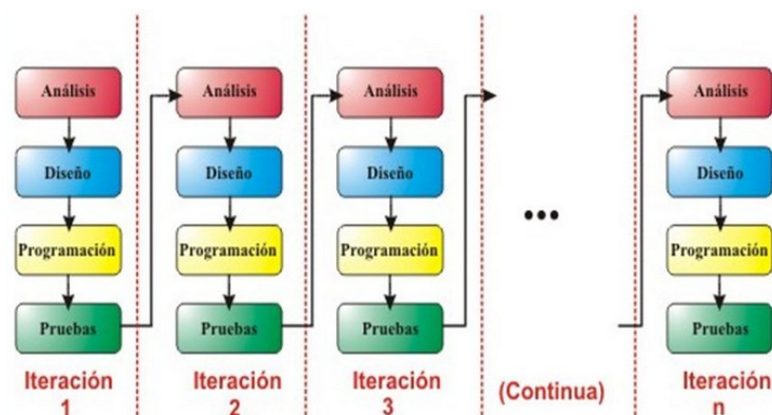 Análisis
Diseño
Programación
Pruebas
Iteración
1
Análisis
Diseño
Programación
Pruebas
Iteración
2
Análisis
Diseño
Programación
Pruebas
Iteración
3
...
(Continua)
Análisis
Diseño
Programación
Pruebas
Iteración
n